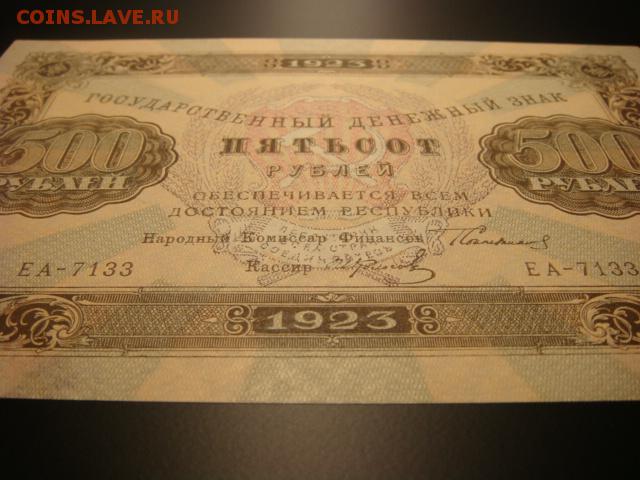 COINS.LAVE.RU
1923
ГОСУДАРСТВЕННЫЙ ДЕНЕЖНЫЙ ЗНАК
500 РУБЛЕЙ
ПЯТЬСОТ
РУБЛЕЙ
500 РУБЛЕЙ
ОБЕСПЕЧИВАЕТСЯ ВСЕМ
ДОСТОЯНИЕМ РЕСПУБЛИКИ
Народный Комиссар Финансов
ЕА-7133
Кассир
ЕА-7133
1923